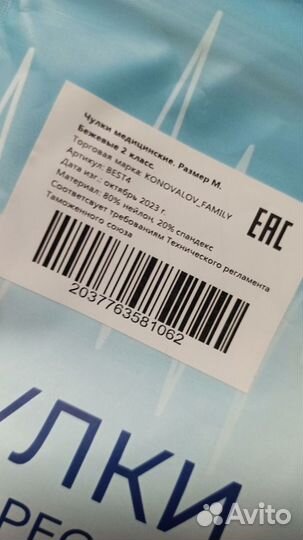 Чулки медицинские. Размер М.
Бежевые 2 класс.
Торговая марка: KONOVALOV_FAMILY
Артикул: BEST4
Дата изг.: октябрь 2023 г.
Материал: 80% нейлон, 20% спандекс
Соответствует требованиям Технического регламента
Таможенного союза
EAC
2037763581062
УЛКИ
РЕС
Avito